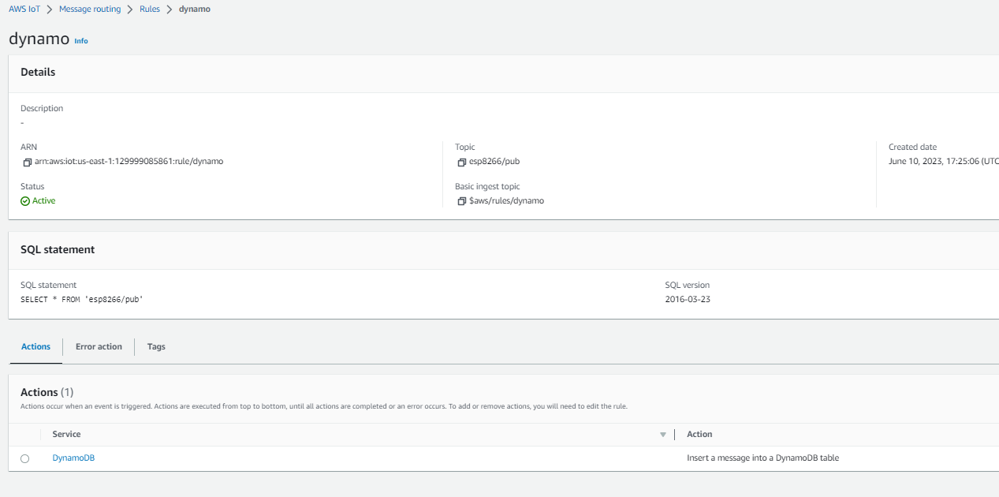 AWS IoT > Message routing > Rules > dynamo
dynamo Info
Details
Description
-
ARN
arn:aws:iot:us-east-1:129999085861:rule/dynamo
Status
Active
Topic
esp8266/pub
Basic ingest topic
$aws/rules/dynamo
Created date
June 10, 2023, 17:25:06 (UTC
SQL statement
SQL statement
SELECT * FROM 'esp8266/pub'
SQL version
2016-03-23
Actions
Error action
Tags
Actions (1)
Actions occur when an event is triggered. Actions are executed from top to bottom, until all actions are completed or an error occurs. To add or remove actions, you will need to edit the rule.
Service
Action
DynamoDB
Insert a message into a DynamoDB table